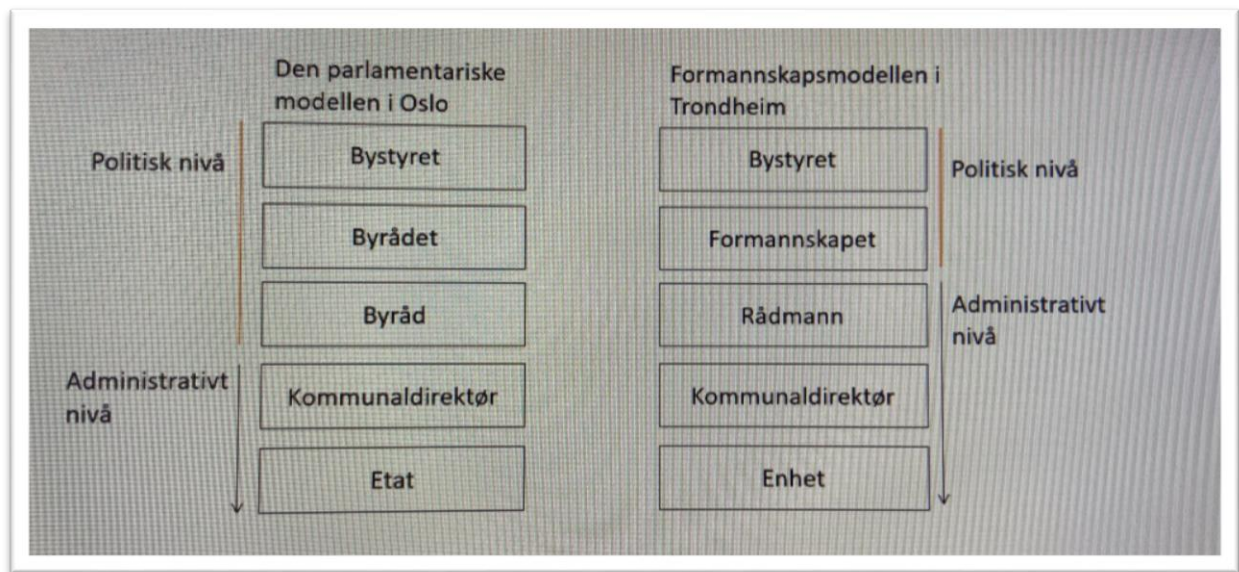 Den parlamentariske
modellen i Oslo
Politisk nivå
Bystyret
Byrådet
Byråd
Administrativt
nivå
Kommunaldirektør
Etat
Formannskapsmodellen i
Trondheim
Bystyret
Politisk nivå
Formannskapet
Rådmann
Administrativt
nivå
Kommunaldirektør
Enhet